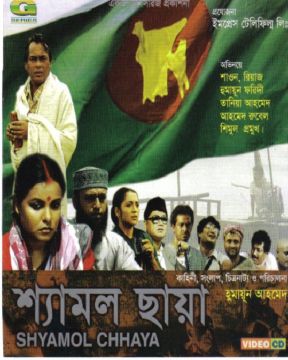 প্রযোজনা
ইমপ্রেস টেলিফিল্ম লিঃ
অভিনয়ে
শাওন, রিয়াজ
হুমায়ুন ফরিদী
তানিয়া আহমেদ
আহমেদ রুবেল
শিমুল প্রমুখ।
কাহিনী, সংলাপ, চিত্রনাট্য ও পরিচালনা
হুমায়ূন আহমেদ
শ্যামল ছায়া
SHYAMOL CHHAYA
VIDEO CD